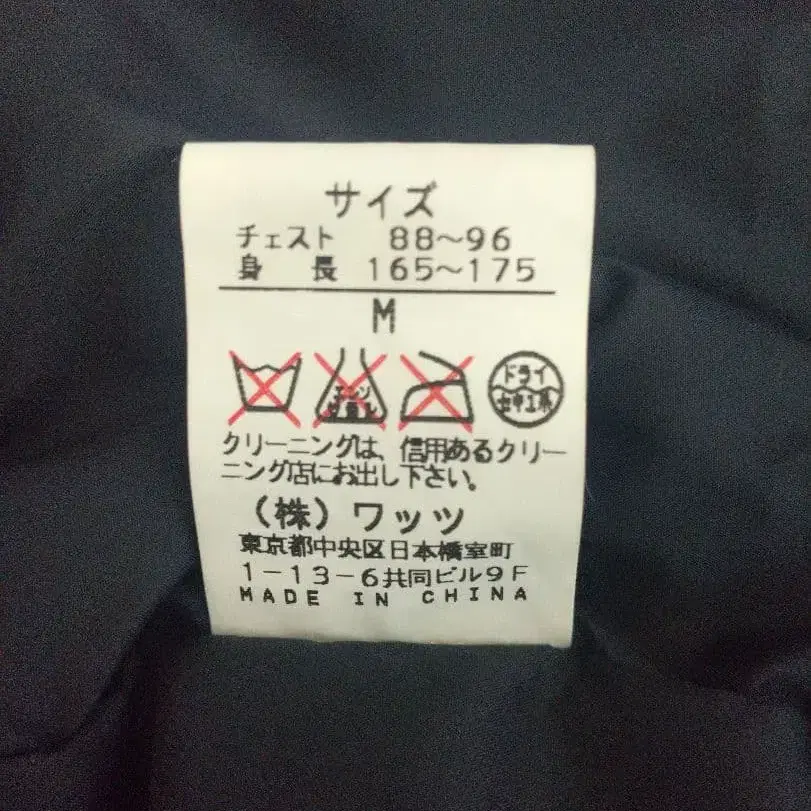 サイズ
チェスト 88～96
身長 165～175
M
ドライ
クリーニングは、信用あるクリー
ニング店にお出し下さい。
(株)ワッツ
東京都中央区日本橋室町
1-13-6共同ビル9F
MADE IN CHINA